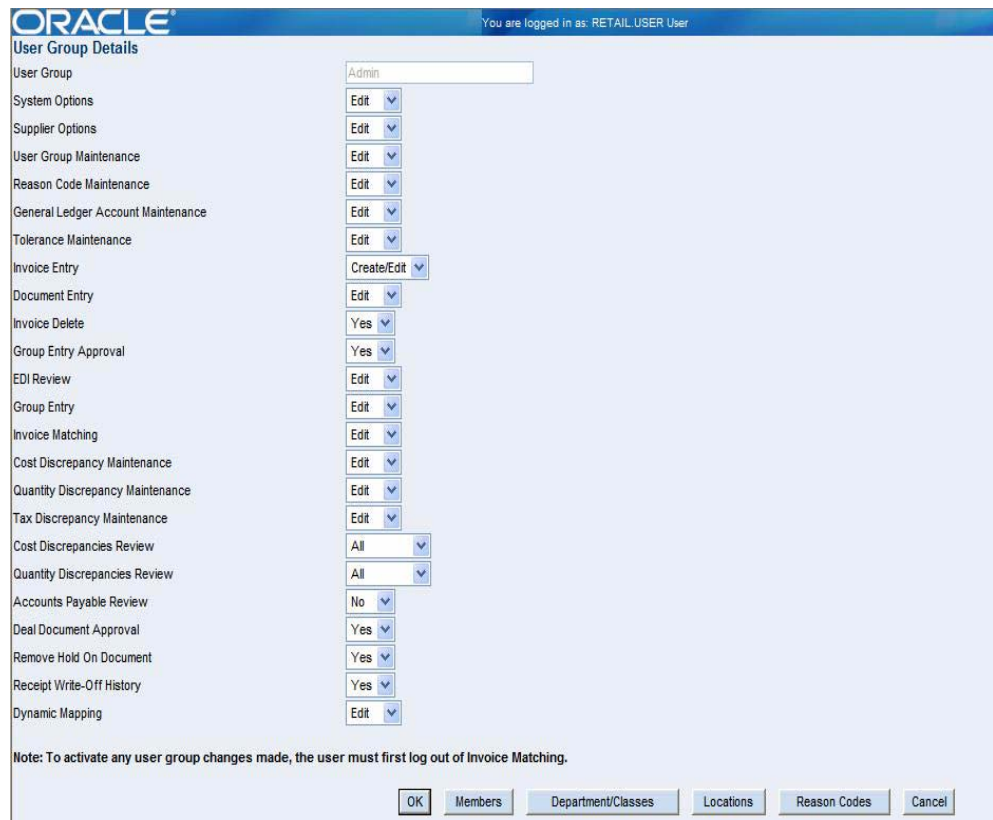 ORACLE®
You are logged in as: RETAIL.USER User
User Group Details
User Group Admin
System Options Edit
Supplier Options Edit
User Group Maintenance Edit
Reason Code Maintenance Edit
General Ledger Account Maintenance Edit
Tolerance Maintenance Edit
Invoice Entry Create/Edit
Document Entry Edit
Invoice Delete Yes
Group Entry Approval Yes
EDI Review Edit
Group Entry Edit
Invoice Matching Edit
Cost Discrepancy Maintenance Edit
Quantity Discrepancy Maintenance Edit
Tax Discrepancy Maintenance Edit
Cost Discrepancies Review All
Quantity Discrepancies Review All
Accounts Payable Review No
Deal Document Approval Yes
Remove Hold On Document Yes
Receipt Write-Off History Yes
Dynamic Mapping Edit
Note: To activate any user group changes made, the user must first log out of Invoice Matching.
OK Members Department/Classes Locations Reason Codes Cancel